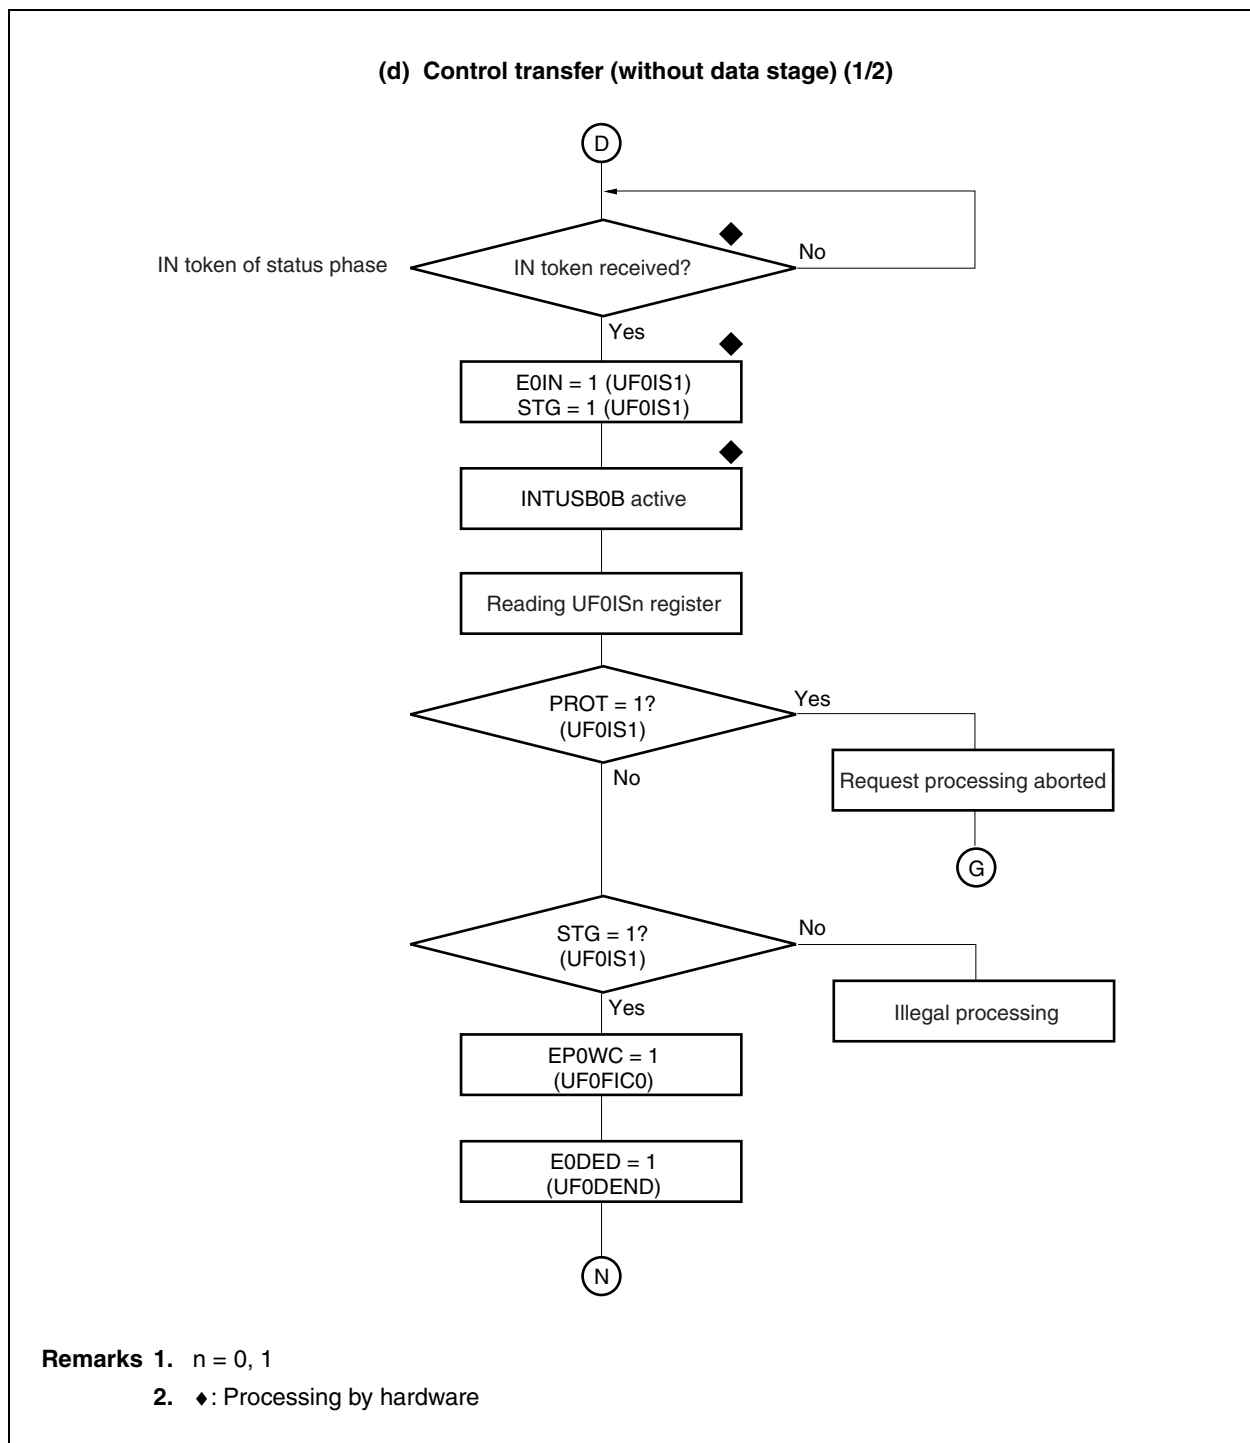 (d) Control transfer (without data stage) (1/2)
D
IN token of status phase
IN token received?
No
Yes
E0IN = 1 (UF0IS1)
STG = 1 (UF0IS1)
INTUSB0B active
Reading UF0ISn register
PROT = 1?
(UF0IS1)
Yes
No
Request processing aborted
G
STG = 1?
(UF0IS1)
No
Yes
Illegal processing
EP0WC = 1
(UF0FIC0)
E0DED = 1
(UF0DEND)
N
Remarks 1. n = 0, 1
2. ♦: Processing by hardware